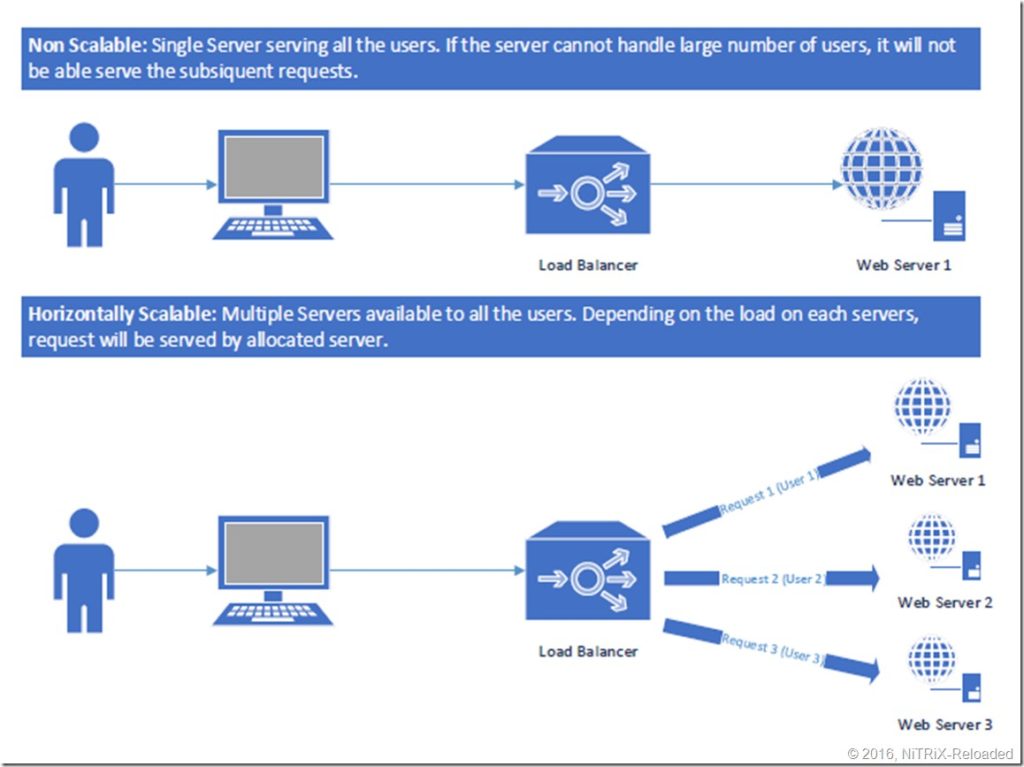 Non Scalable: Single Server serving all the users. If the server cannot handle large number of users, it will not
be able serve the subsiquent requests.
Load Balancer
Web Server 1
Horizontally Scalable: Multiple Servers available to all the users. Depending on the load on each servers,
request will be served by allocated server.
Request 1 (User 1)
Web Server 1
Request 2 (User 2)
Web Server 2
Load Balancer
Request 3 (User 3)
Web Server 3
© 2016, NiTRiX-Reloaded